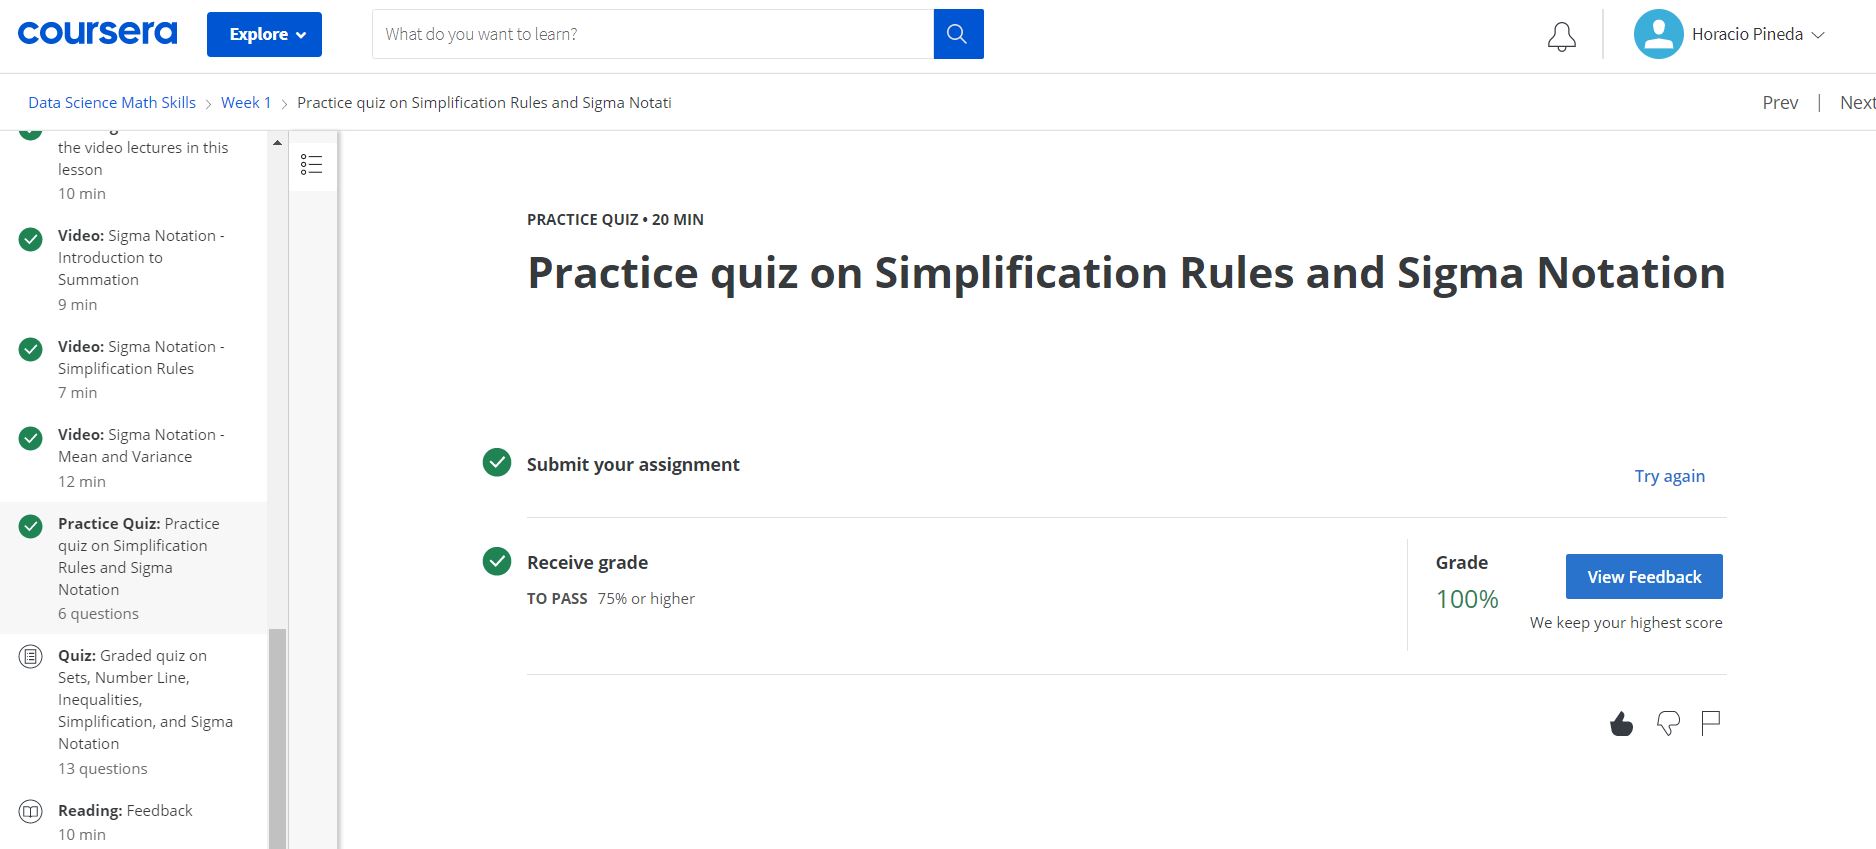 coursera
Explore
What do you want to learn?
Horacio Pineda
Data Science Math Skills > Week 1 > Practice quiz on Simplification Rules and Sigma Notati
Prev | Next
the video lectures in this
lesson
10 min
Video: Sigma Notation -
Introduction to
Summation
9 min
Video: Sigma Notation -
Simplification Rules
7 min
Video: Sigma Notation -
Mean and Variance
12 min
Practice Quiz: Practice
quiz on Simplification
Rules and Sigma
Notation
6 questions
Quiz: Graded quiz on
Sets, Number Line,
Inequalities,
Simplification, and Sigma
Notation
13 questions
Reading: Feedback
10 min
PRACTICE QUIZ • 20 MIN
Practice quiz on Simplification Rules and Sigma Notation
Submit your assignment
Try again
Receive grade
TO PASS 75% or higher
Grade
100%
View Feedback
We keep your highest score